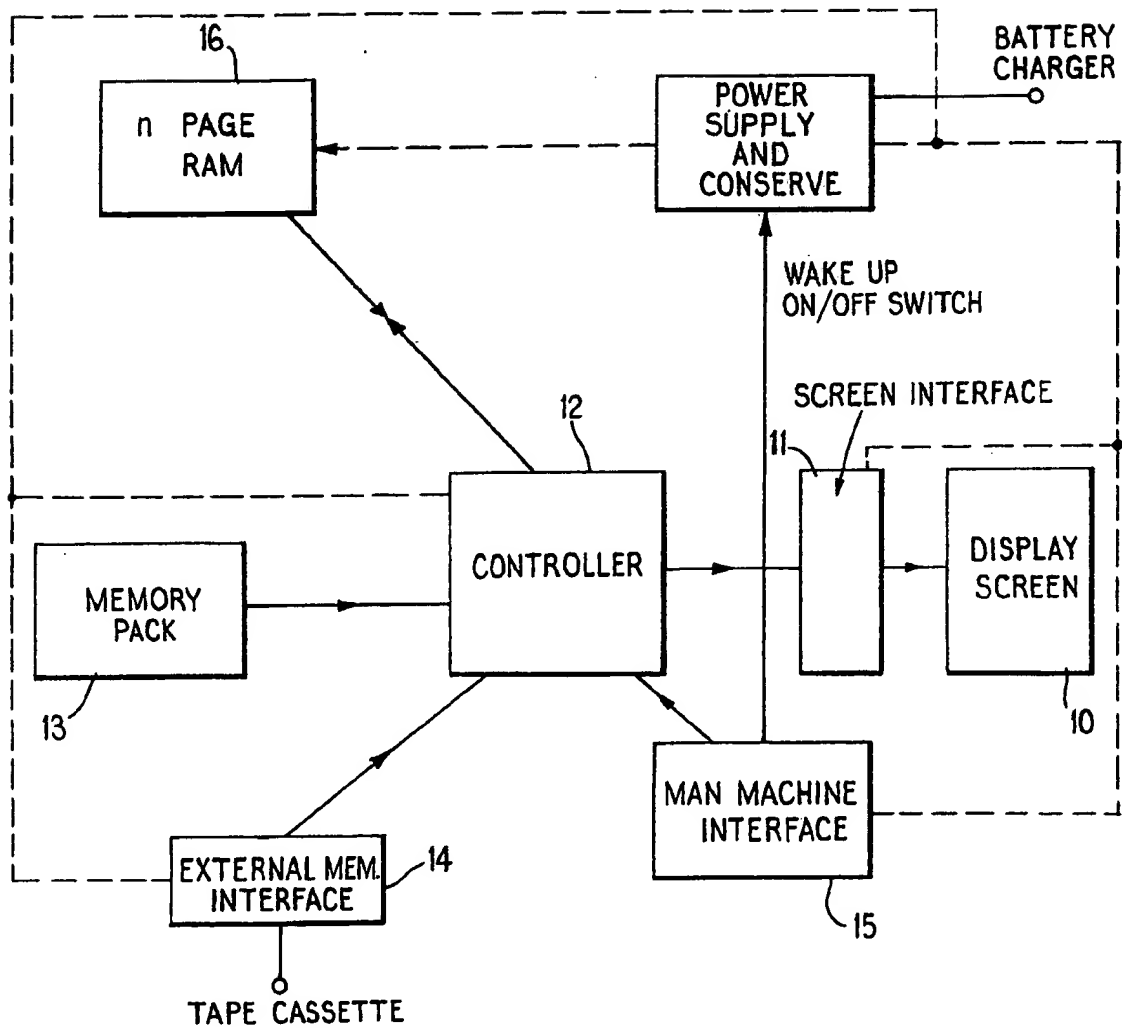 16
n PAGE
RAM
POWER
SUPPLY
AND
CONSERVE
BATTERY
CHARGER
WAKE UP
ON/OFF SWITCH
SCREEN INTERFACE
12
11
CONTROLLER
DISPLAY
SCREEN
10
MEMORY
PACK
13
MAN MACHINE
INTERFACE
15
EXTERNAL MEM.
INTERFACE
14
TAPE CASSETTE